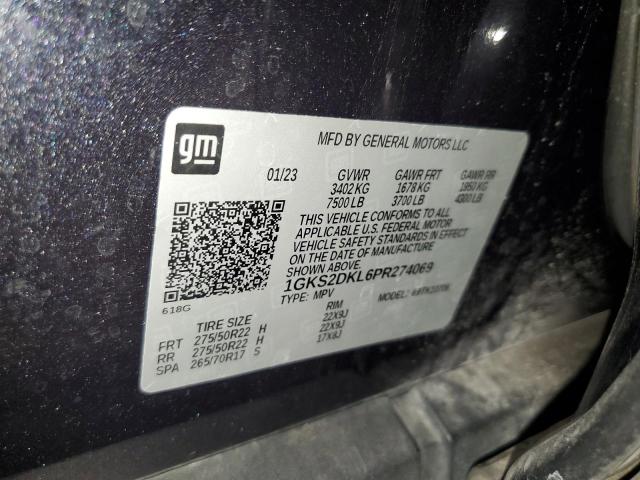 gm
MFD BY GENERAL MOTORS LLC
01/23 GVWR GAWR FRT GAWR RR
3402 KG 1678 KG 1950 KG
7500 LB 3700 LB 4300 LB
THIS VEHICLE CONFORMS TO ALL
APPLICABLE U.S. FEDERAL MOTOR
VEHICLE SAFETY STANDARDS IN EFFECT
ON THE DATE OF MANUFACTURE
SHOWN ABOVE.
1GKS2DKL6PR274069
TYPE: MPV MODEL:
618G
TIRE SIZE RIM
FRT 275/50R22 H 22X9J
RR 275/50R22 H 22X9J
SPA 265/70R17 S 17X8J